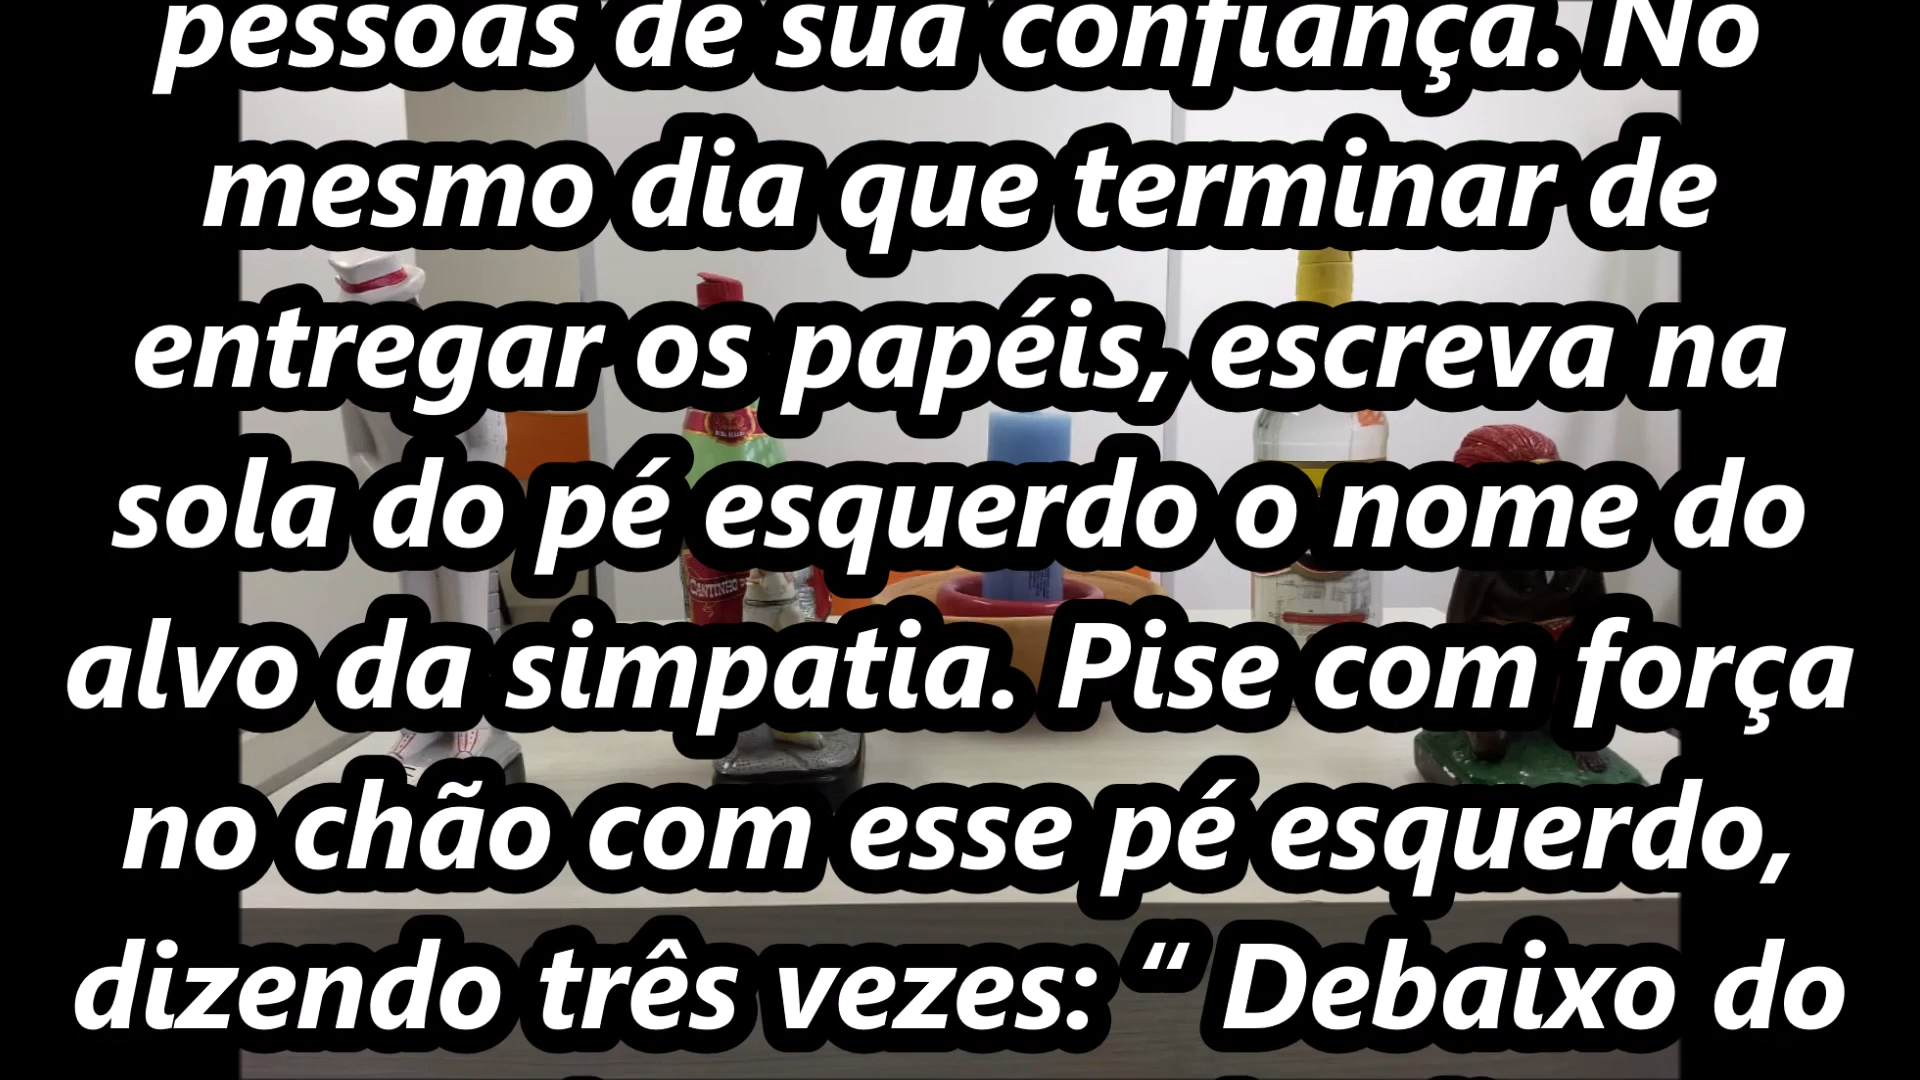 pessoas de sua confiança. No
mesmo dia que terminar de
entregar os papéis, escreva na
sola do pé esquerdo o nome do
alvo da simpatia. Pise com força
no chão com esse pé esquerdo,
dizendo três vezes: “ Debaixo do
CANTINHO